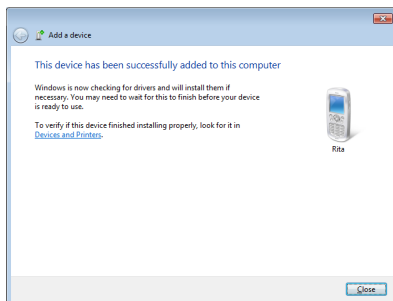 Add a device
This device has been successfully added to this computer
Windows is now checking for drivers and will install them if
necessary. You may need to wait for this to finish before your device
is ready to use.
To verify if this device finished installing properly, look for it in
Devices and Printers.
Rita
Close